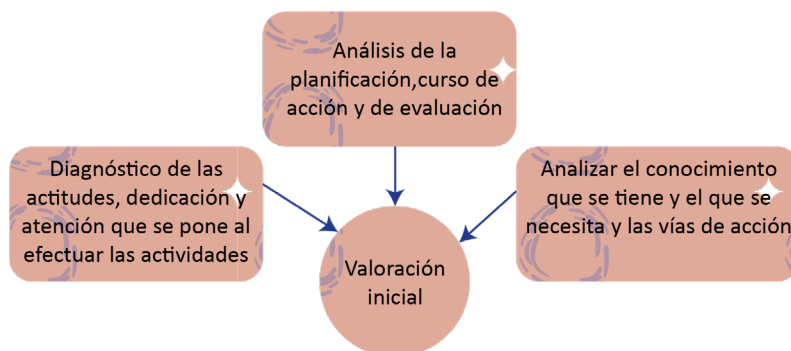 Análisis de la
planificación,curso de
acción y de evaluación
Diagnóstico de las
actitudes, dedicación y
atención que se pone al
efectuar las actividades
Analizar el conocimiento
que se tiene y el que se
necesita y las vías de acción
Valoración
inicial